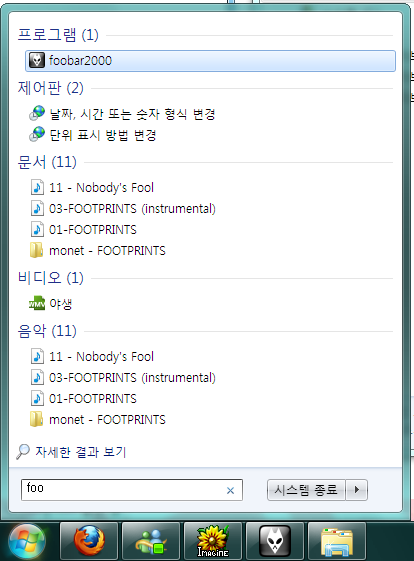 프로그램 (1)
foobar2000
제어판 (2)
날짜, 시간 또는 숫자 형식 변경
단위 표시 방법 변경
문서 (11)
11 - Nobody's Fool
03-FOOTPRINTS (instrumental)
01-FOOTPRINTS
monet - FOOTPRINTS
비디오 (1)
WMV 야생
음악 (11)
11 - Nobody's Fool
03-FOOTPRINTS (instrumental)
01-FOOTPRINTS
monet - FOOTPRINTS
자세한 결과 보기
foo
시스템 종료
IMAGINE